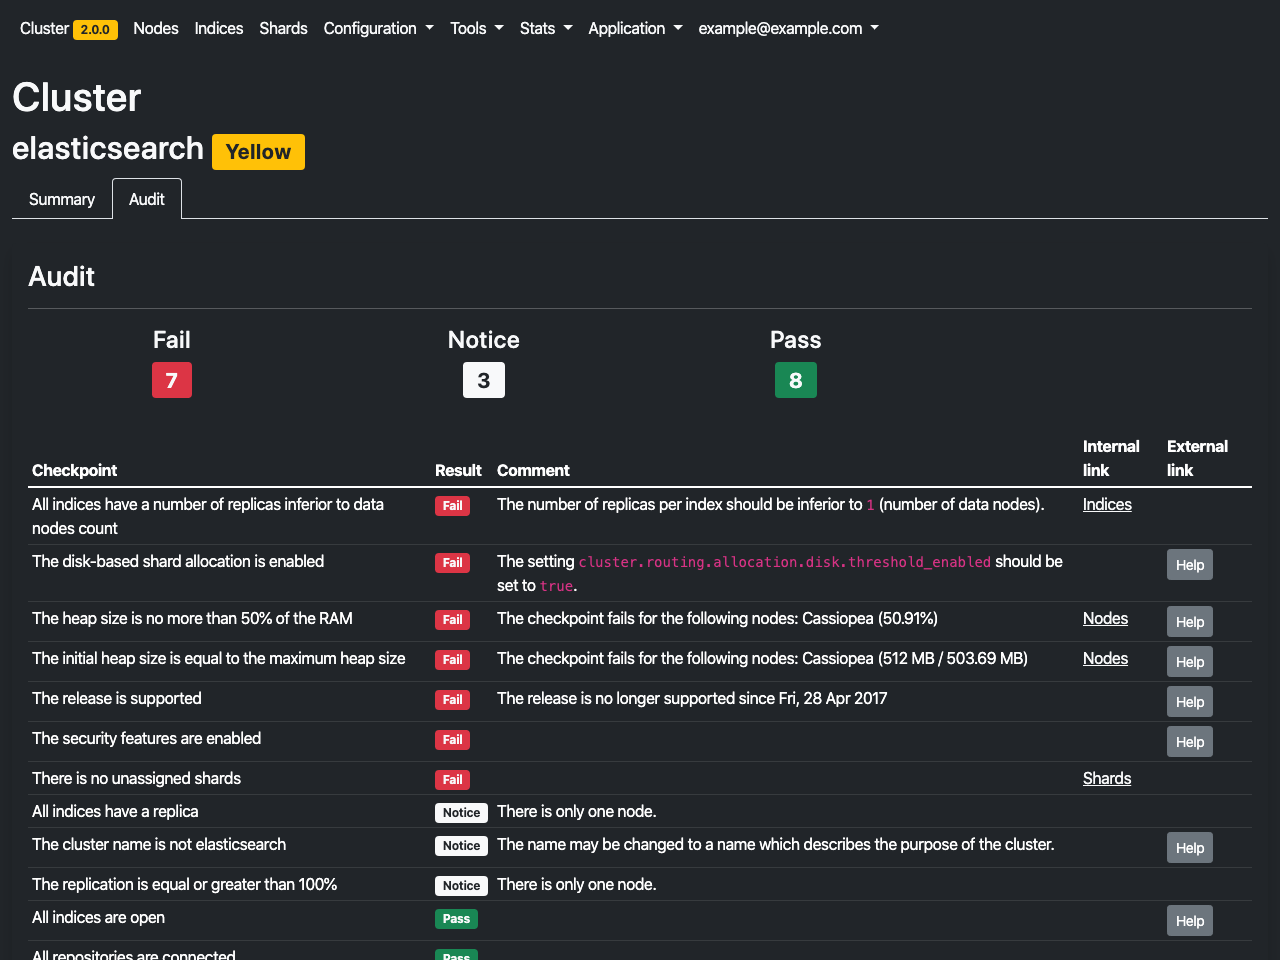 Cluster 2.0.0 Nodes Indices Shards Configuration Tools Stats Application example@example.com
Cluster
elasticsearch Yellow
Summary Audit
Audit
Fail Notice Pass
7 3 8
Checkpoint Result Comment Internal link External link
All indices have a number of replicas inferior to data nodes count Fail The number of replicas per index should be inferior to 1 (number of data nodes). Indices
The disk-based shard allocation is enabled Fail The setting cluster.routing.allocation.disk.threshold_enabled should be set to true. Help
The heap size is no more than 50% of the RAM Fail The checkpoint fails for the following nodes: Cassiopea (50.91%) Nodes Help
The initial heap size is equal to the maximum heap size Fail The checkpoint fails for the following nodes: Cassiopea (512 MB / 503.69 MB) Nodes Help
The release is supported Fail The release is no longer supported since Fri, 28 Apr 2017 Help
The security features are enabled Fail Help
There is no unassigned shards Fail Shards
All indices have a replica Notice There is only one node.
The cluster name is not elasticsearch Notice The name may be changed to a name which describes the purpose of the cluster. Help
The replication is equal or greater than 100% Notice There is only one node.
All indices are open Pass Help
All repositories are connected Pass